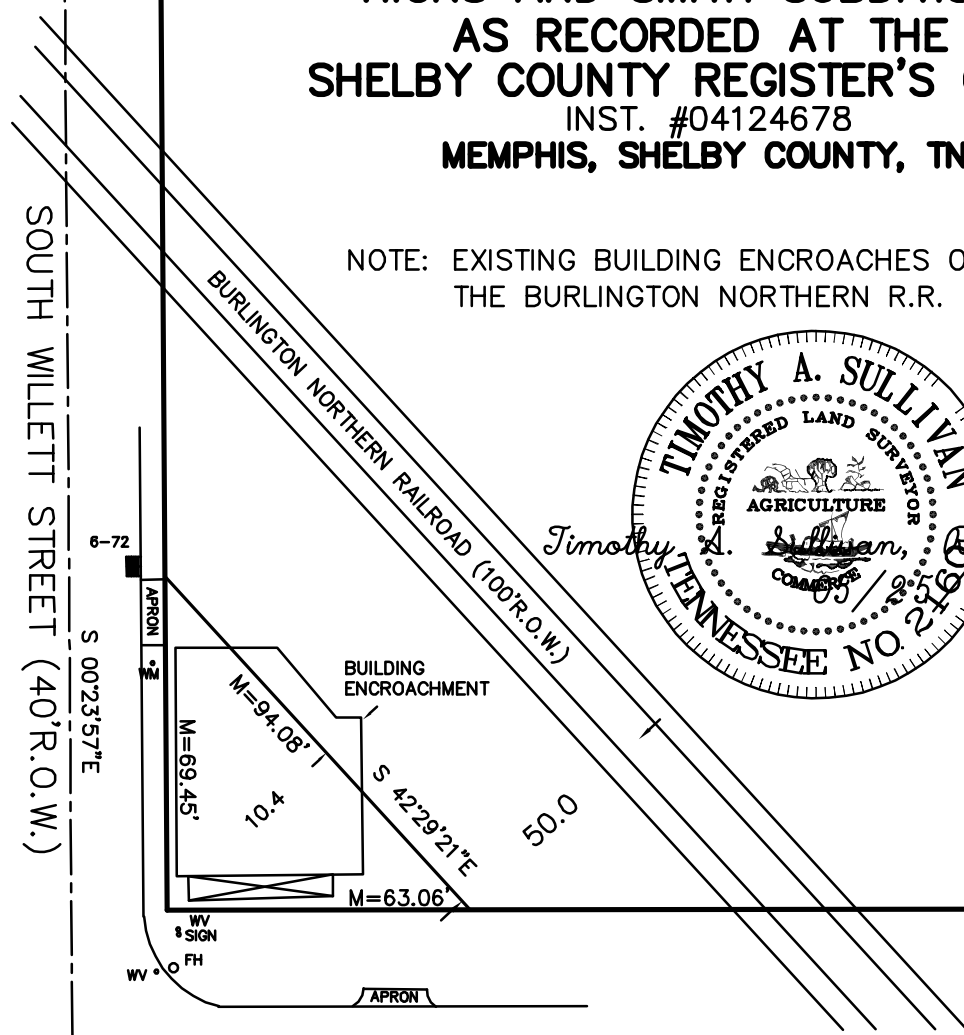 AS RECORDED AT THE
SHELBY COUNTY REGISTER'S
INST. #04124678
MEMPHIS, SHELBY COUNTY, TN
NOTE: EXISTING BUILDING ENCROACHES
THE BURLINGTON NORTHERN R.R.
SOUTH WILLETT STREET (40'R.O.W.)
S 00°23'57"E
BURLINGTON NORTHERN RAILROAD (100'R.O.W.)
TIMOTHY A. SULLIVAN
REGISTERED LAND SURVEYOR
AGRICULTURE
COMMERCE
TENNESSEE NO. 2160
Timothy A. Sullivan,
6-72
APRON
WM
BUILDING
ENCROACHMENT
M=94.08'
M=69.45'
10.4
S 42°29'21"E
50.0
M=63.06'
WV
SIGN
FH
WV
APRON